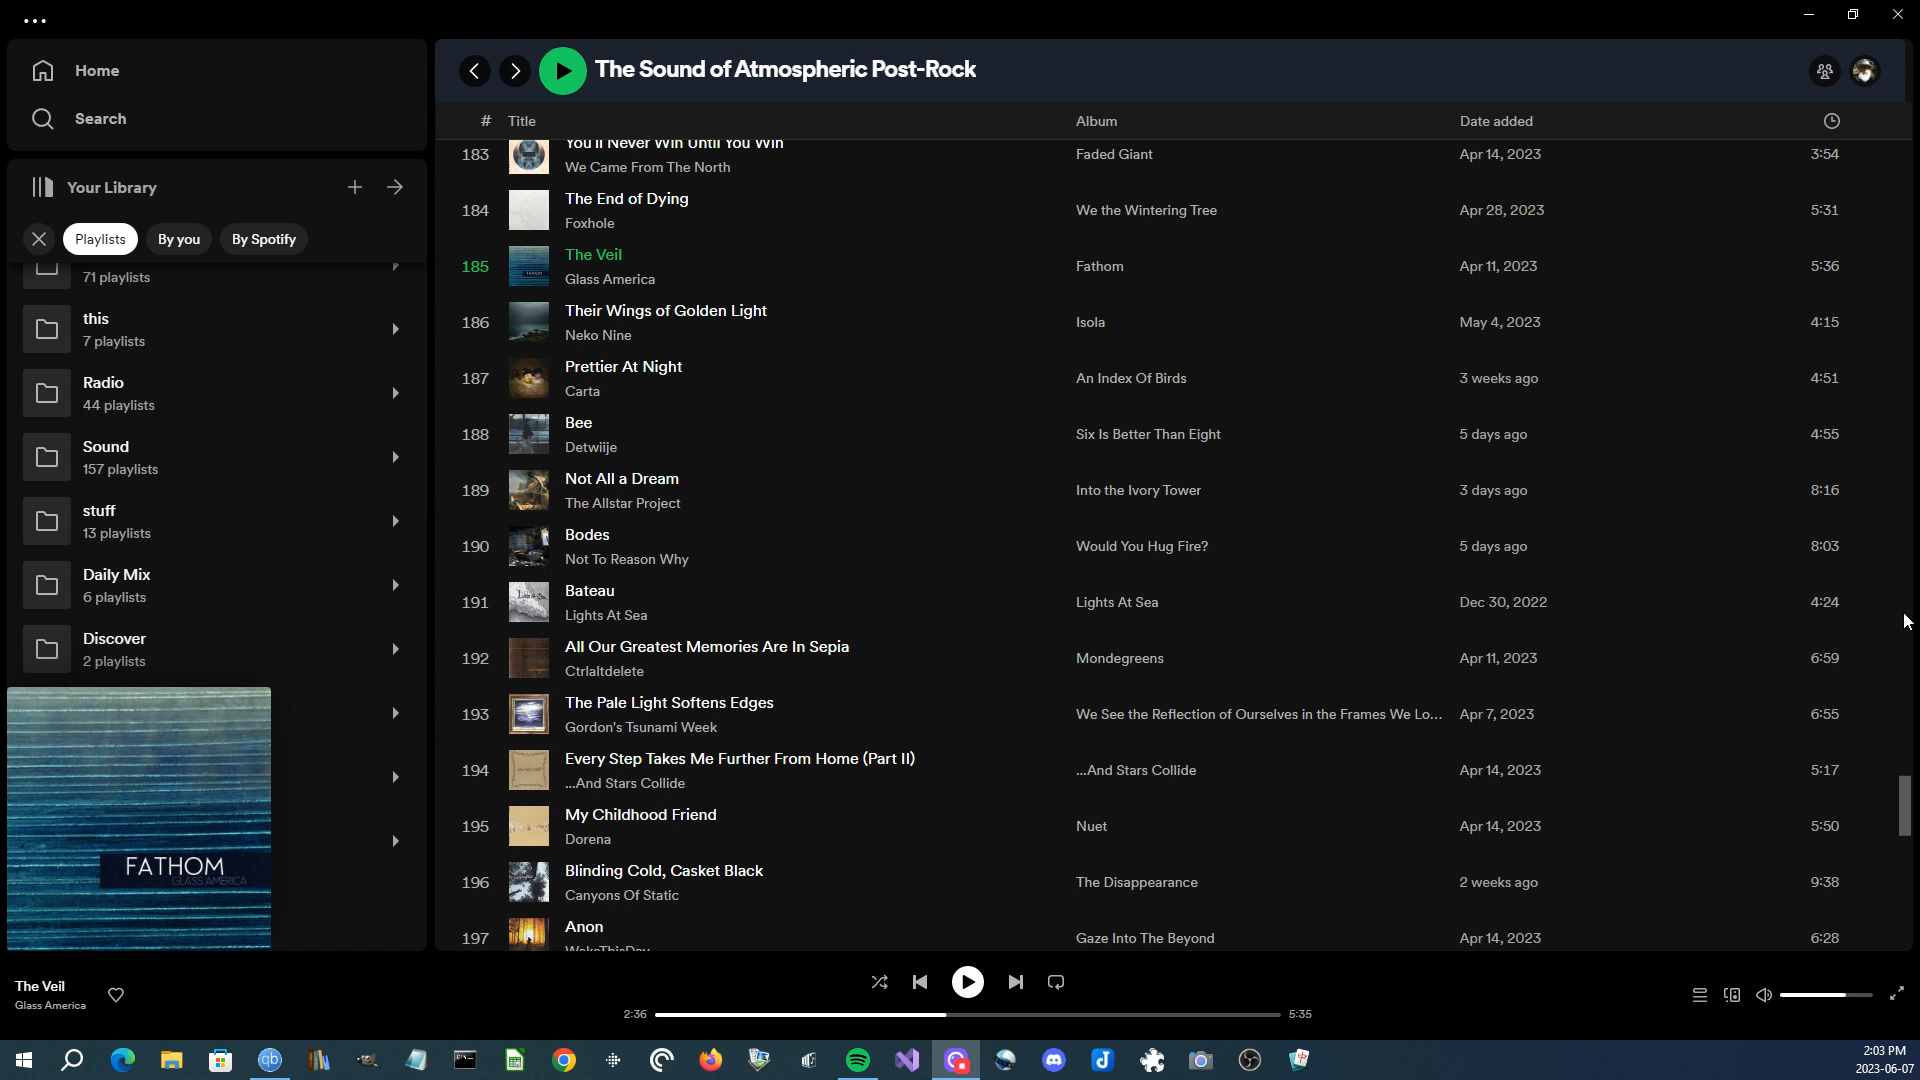 Home
Search
Your Library
Playlists
By you
By Spotify
71 playlists
this
7 playlists
Radio
44 playlists
Sound
157 playlists
stuff
13 playlists
Daily Mix
6 playlists
Discover
2 playlists
FATHOM
GLASS AMERICA
The Sound of Atmospheric Post-Rock
# Title Album Date added
183 You'll Never Win Until You Win Faded Giant Apr 14, 2023 3:54
We Came From The North
184 The End of Dying We the Wintering Tree Apr 28, 2023 5:31
Foxhole
185 The Veil Fathom Apr 11, 2023 5:36
Glass America
186 Their Wings of Golden Light Isola May 4, 2023 4:15
Neko Nine
187 Prettier At Night An Index Of Birds 3 weeks ago 4:51
Carta
188 Bee Six Is Better Than Eight 5 days ago 4:55
Detwiije
189 Not All a Dream Into the Ivory Tower 3 days ago 8:16
The Allstar Project
190 Bodes Would You Hug Fire? 5 days ago 8:03
Not To Reason Why
191 Bateau Lights At Sea Dec 30, 2022 4:24
Lights At Sea
192 All Our Greatest Memories Are In Sepia Mondegreens Apr 11, 2023 6:59
Ctrlaltdelete
193 The Pale Light Softens Edges We See the Reflection of Ourselves in the Frames We Lo... Apr 7, 2023 6:55
Gordon's Tsunami Week
194 Every Step Takes Me Further From Home (Part II) ...And Stars Collide Apr 14, 2023 5:17
...And Stars Collide
195 My Childhood Friend Nuet Apr 14, 2023 5:50
Dorena
196 Blinding Cold, Casket Black The Disappearance 2 weeks ago 9:38
Canyons Of Static
197 Anon Gaze Into The Beyond Apr 14, 2023 6:28
WakeThisDay
The Veil
Glass America
2:36
5:35
2:03 PM
2023-06-07